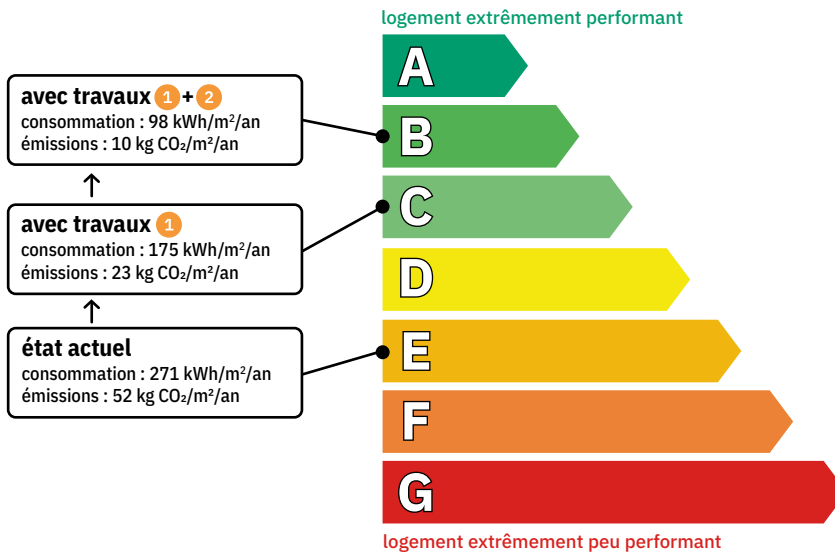 logement extrêmement performant
A
avec travaux 1 + 2
consommation : 98 kWh/m²/an
émissions : 10 kg CO₂/m²/an
B
avec travaux 1
consommation : 175 kWh/m²/an
émissions : 23 kg CO₂/m²/an
C
D
état actuel
consommation : 271 kWh/m²/an
émissions : 52 kg CO₂/m²/an
E
F
G
logement extrêmement peu performant